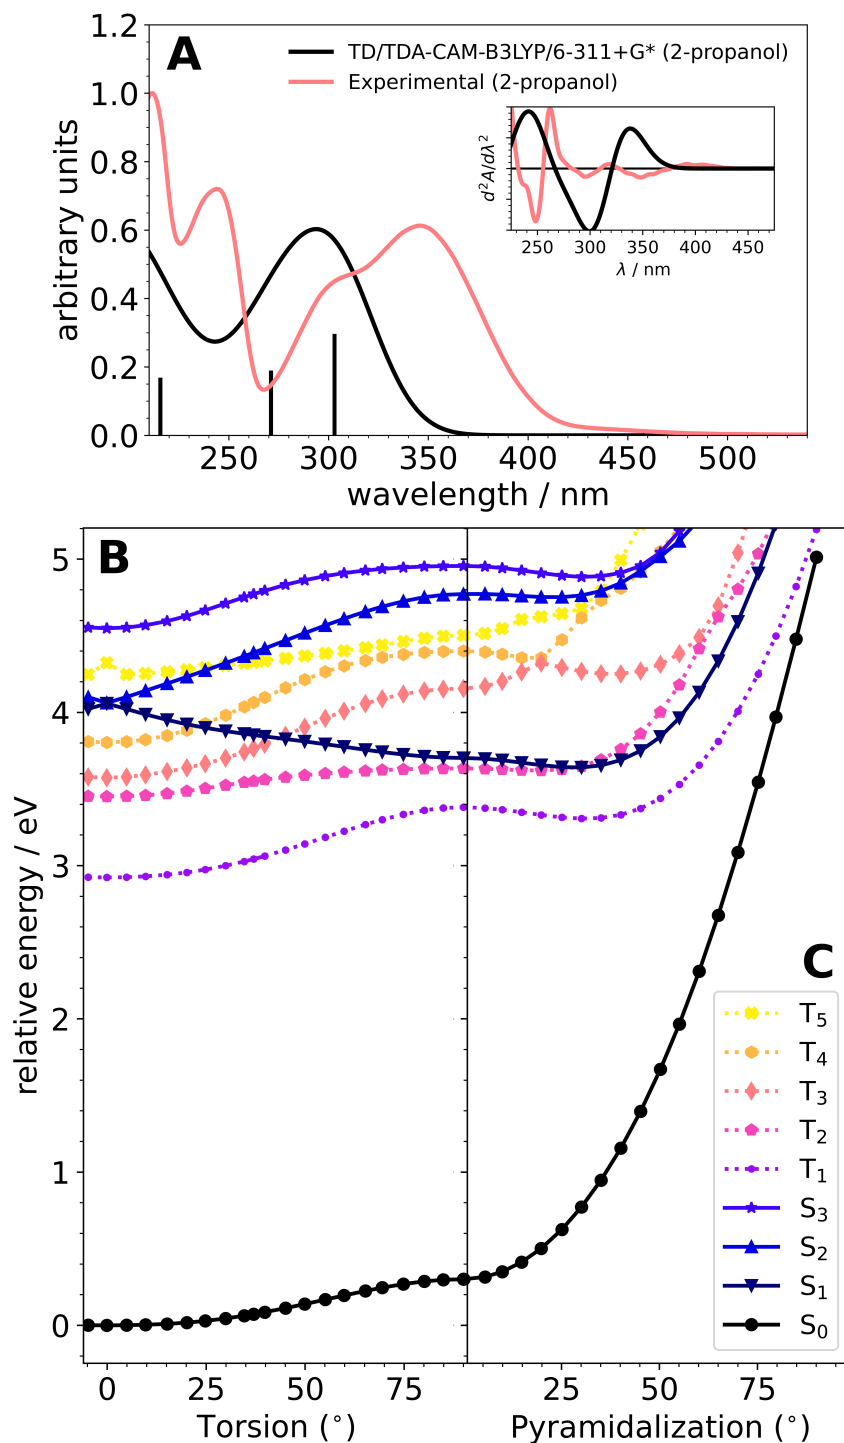 A
TD/TDA-CAM-B3LYP/6-311+G* (2-propanol)
Experimental (2-propanol)
1.2
1.0
0.8
0.6
0.4
0.2
0.0
arbitrary units
d²A/dλ²
250 300 350 400 450
λ / nm
250 300 350 400 450 500
wavelength / nm
B
5
4
3
2
1
0
relative energy / eV
C
T₅
T₄
T₃
T₂
T₁
S₃
S₂
S₁
S₀
0 25 50 75 25 50 75
Torsion (°) Pyramidalization (°)